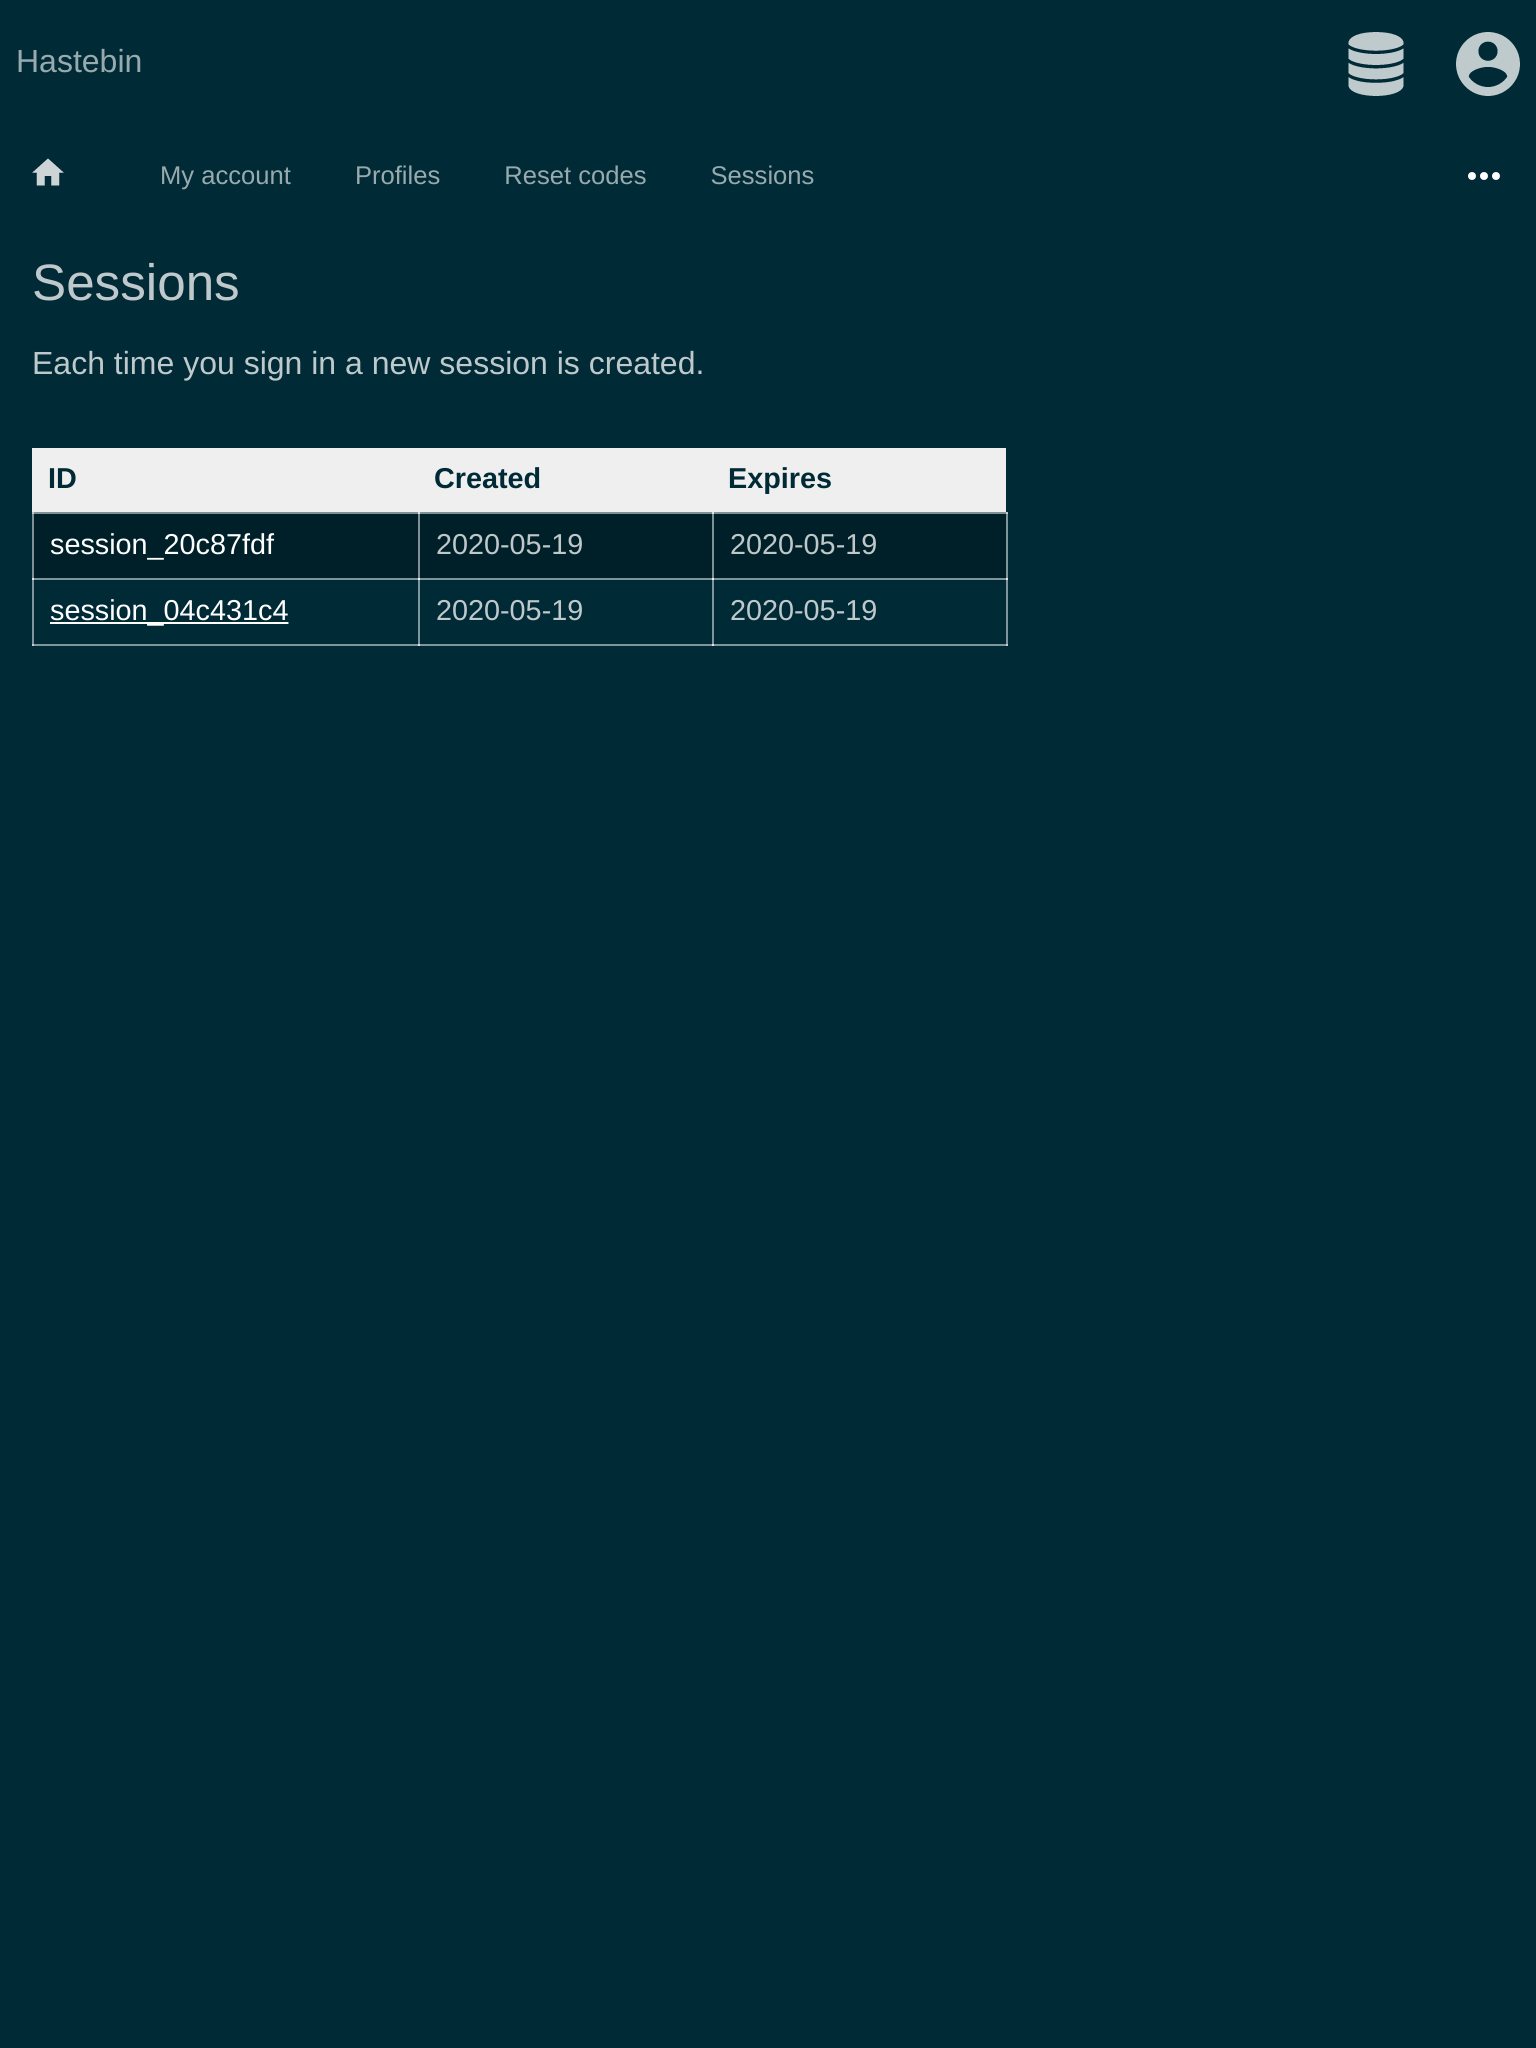 Hastebin
My account Profiles Reset codes Sessions
Sessions
Each time you sign in a new session is created.
ID Created Expires
session_20c87fdf 2020-05-19 2020-05-19
session_04c431c4 2020-05-19 2020-05-19